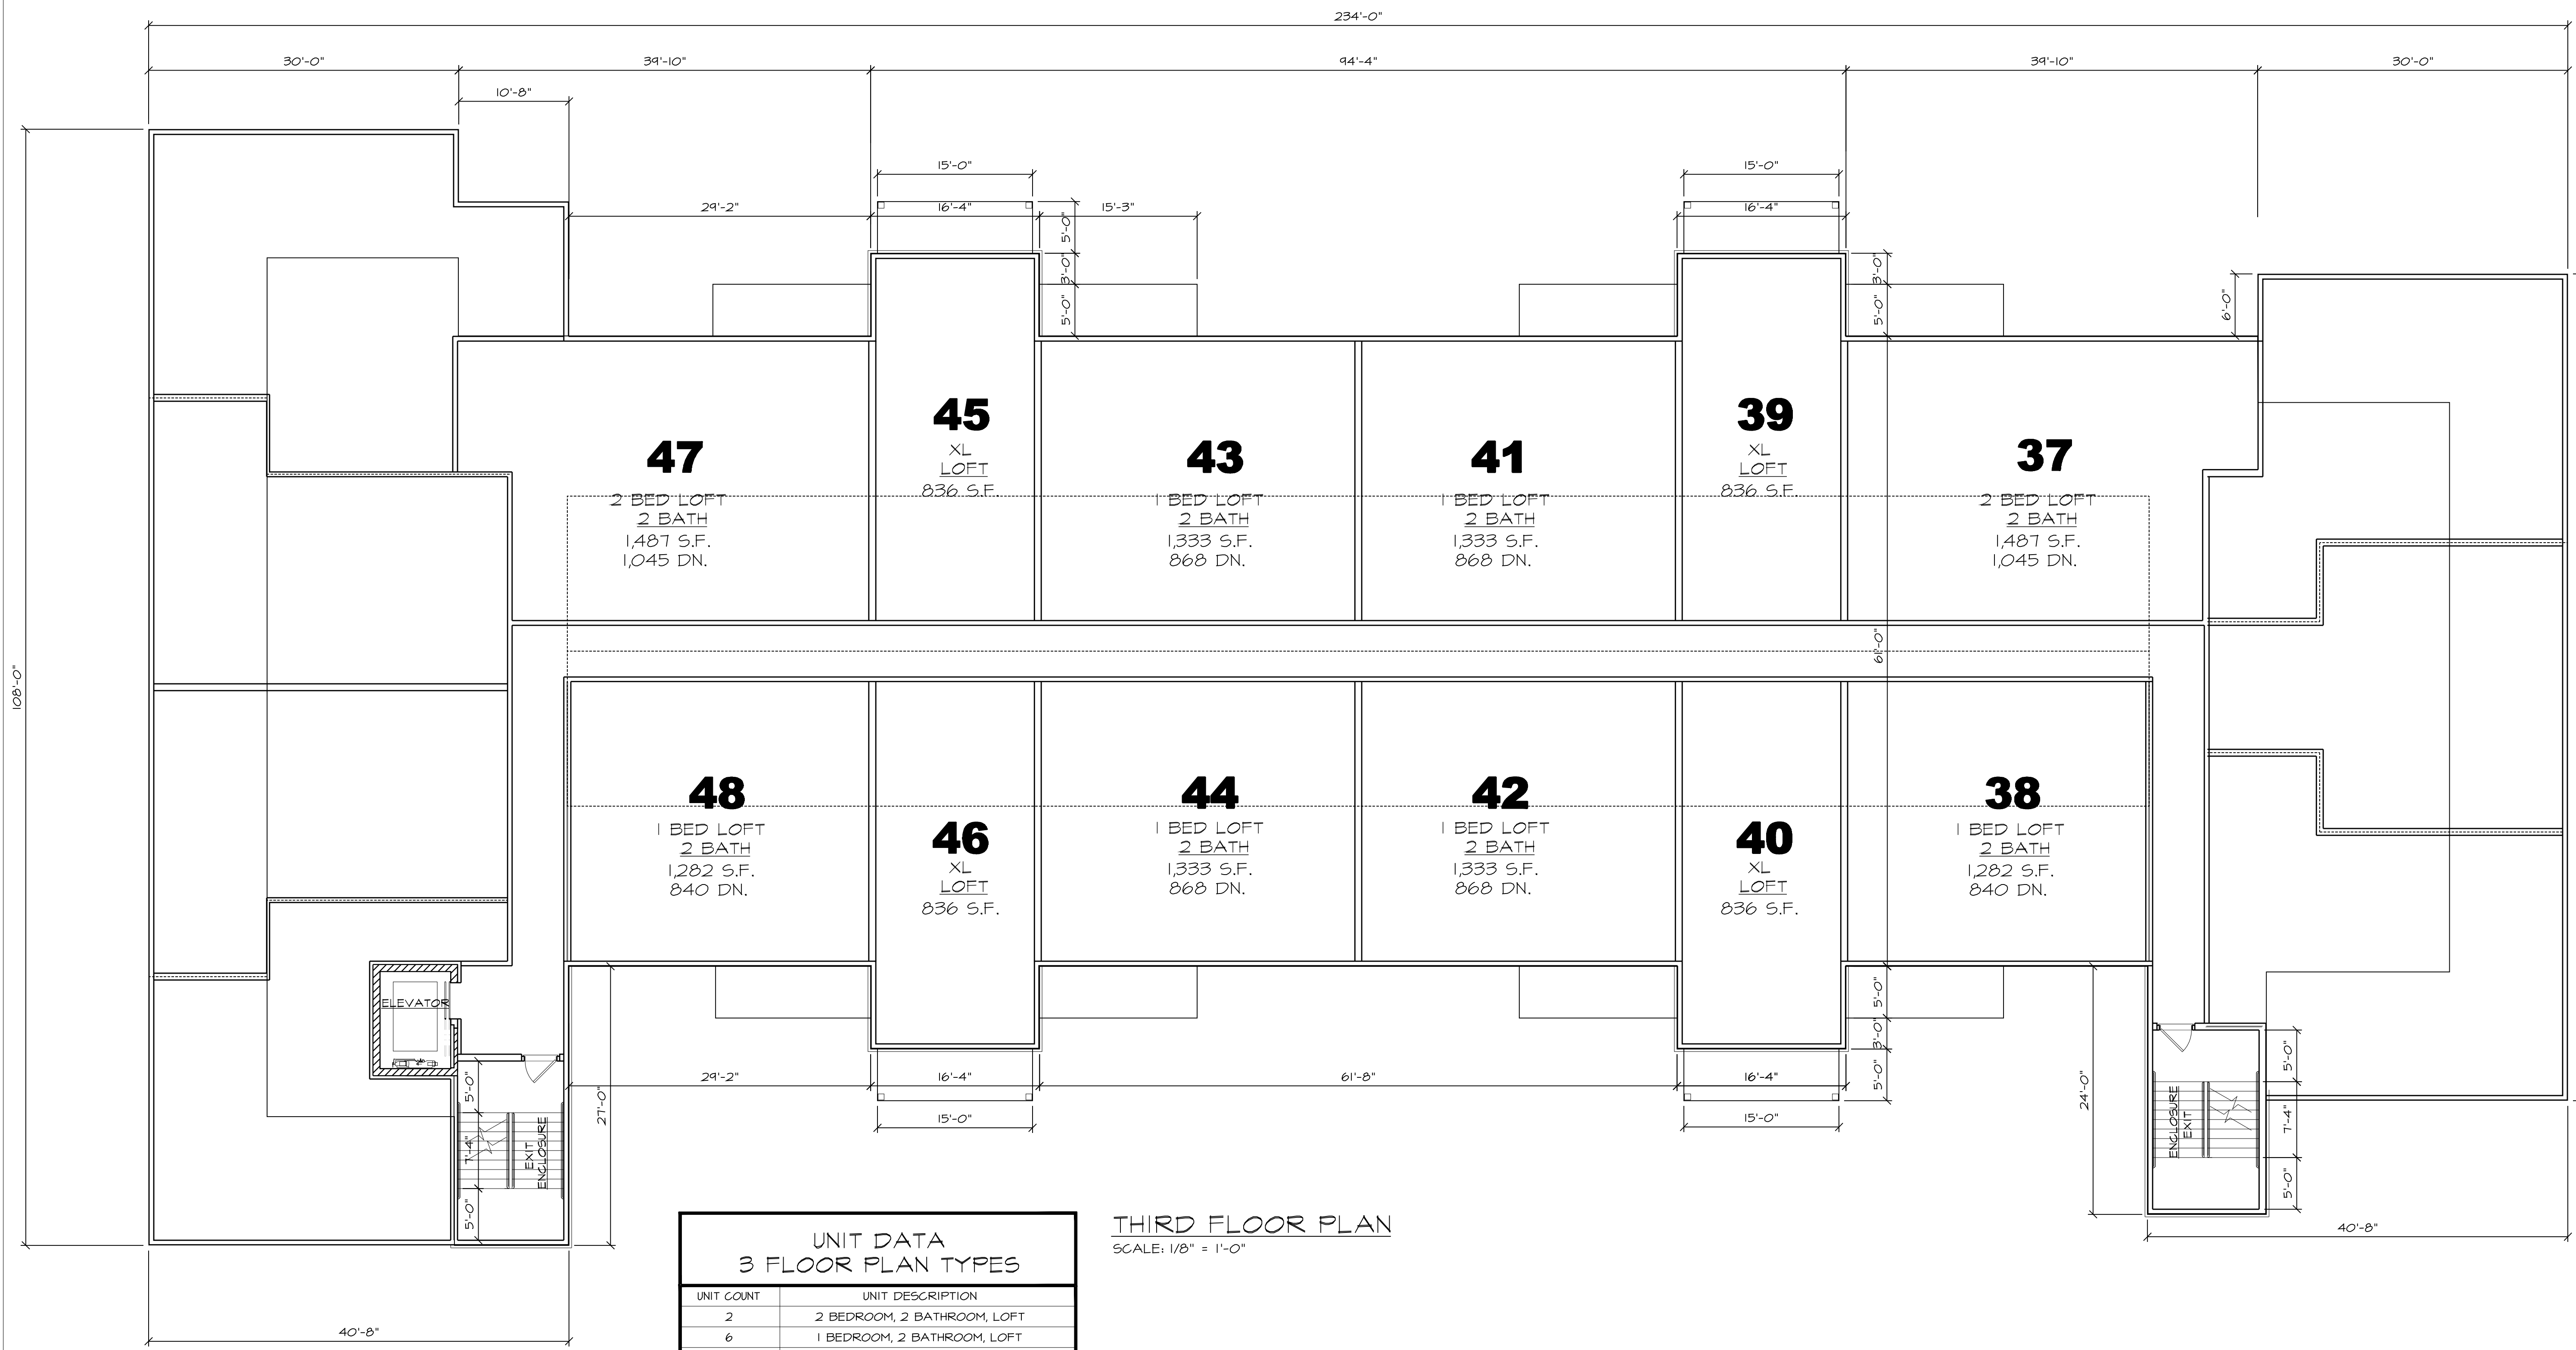 234'-0"
30'-0"
39'-10"
94'-4"
39'-10"
30'-0"
10'-8"
15'-0"
15'-0"
29'-2"
16'-4"
15'-3"
16'-4"
5'-0"
3'-0"
5'-0"
3'-0"
5'-0"
6'-0"
108'-0"
47
2 BED LOFT
2 BATH
1,487 S.F.
1,045 DN.
45
XL
LOFT
836 S.F.
43
1 BED LOFT
2 BATH
1,333 S.F.
868 DN.
41
1 BED LOFT
2 BATH
1,333 S.F.
868 DN.
39
XL
LOFT
836 S.F.
37
2 BED LOFT
2 BATH
1,487 S.F.
1,045 DN.
61'-0"
48
1 BED LOFT
2 BATH
1,282 S.F.
840 DN.
46
XL
LOFT
836 S.F.
44
1 BED LOFT
2 BATH
1,333 S.F.
868 DN.
42
1 BED LOFT
2 BATH
1,333 S.F.
868 DN.
40
XL
LOFT
836 S.F.
38
1 BED LOFT
2 BATH
1,282 S.F.
840 DN.
ELEVATOR
5'-0"
7'-4"
5'-0"
EXIT
ENCLOSURE
27'-0"
29'-2"
16'-4"
61'-8"
16'-4"
15'-0"
15'-0"
5'-0"
3'-0"
5'-0"
24'-0"
ENCLOSURE
EXIT
5'-0"
7'-4"
5'-0"
40'-8"
40'-8"
THIRD FLOOR PLAN
SCALE: 1/8" = 1'-0"
UNIT DATA
3 FLOOR PLAN TYPES
UNIT COUNT UNIT DESCRIPTION
2 2 BEDROOM, 2 BATHROOM, LOFT
6 1 BEDROOM, 2 BATHROOM, LOFT